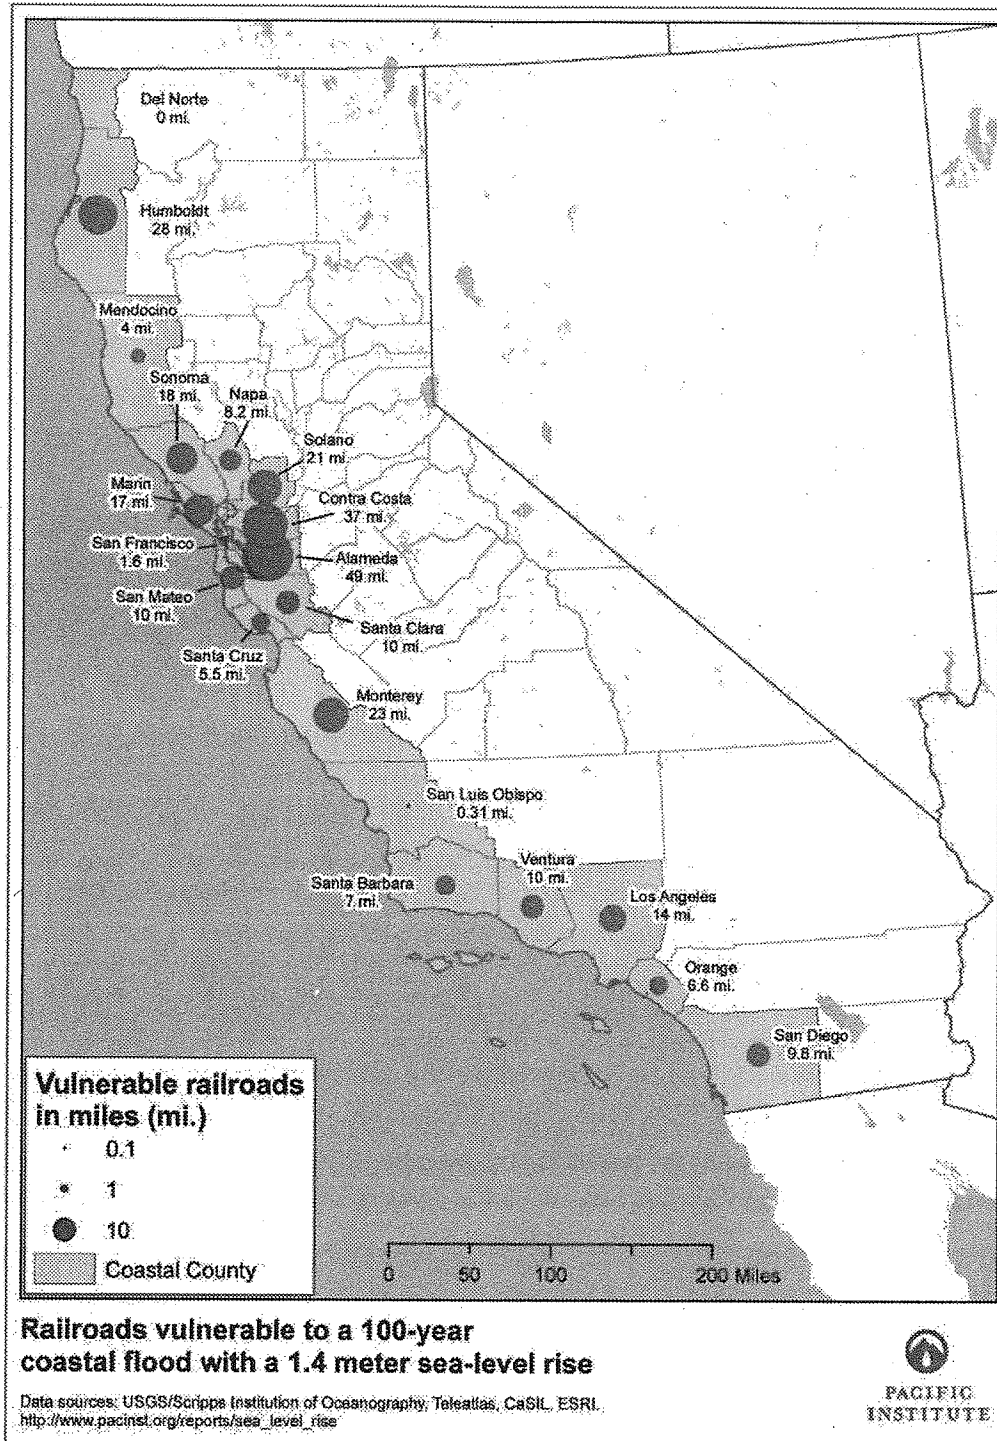 Del Norte
0 mi.
Humboldt
28 mi.
Mendocino
4 mi.
Sonoma
18 mi.
Napa
8.2 mi.
Solano
21 mi.
Marin
17 mi.
Contra Costa
37 mi.
San Francisco
1.6 mi.
Alameda
49 mi.
San Mateo
10 mi.
Santa Clara
10 mi.
Santa Cruz
5.5 mi.
Monterey
23 mi.
San Luis Obispo
0.31 mi.
Santa Barbara
7 mi.
Ventura
10 mi.
Los Angeles
14 mi.
Orange
6.6 mi.
San Diego
9.8 mi.
Vulnerable railroads
in miles (mi.)
0.1
1
10
Coastal County
0 50 100 200 Miles
Railroads vulnerable to a 100-year
coastal flood with a 1.4 meter sea-level rise
Data sources: USGS/Scripps Institution of Oceanography, Teleatlas, CaSIL, ESRI.
http://www.pacinst.org/reports/sea_level_rise
PACIFIC
INSTITUTE